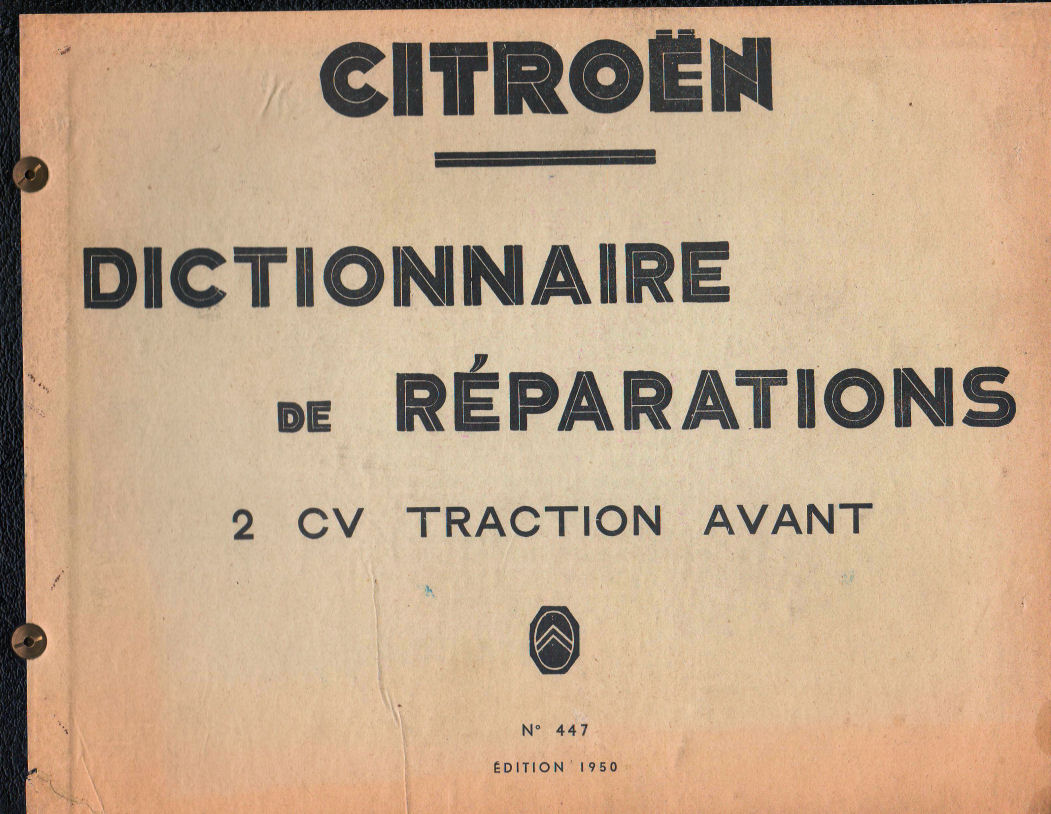 CITROËN
DICTIONNAIRE
DE RÉPARATIONS
2 CV TRACTION AVANT
N° 447
ÉDITION 1950